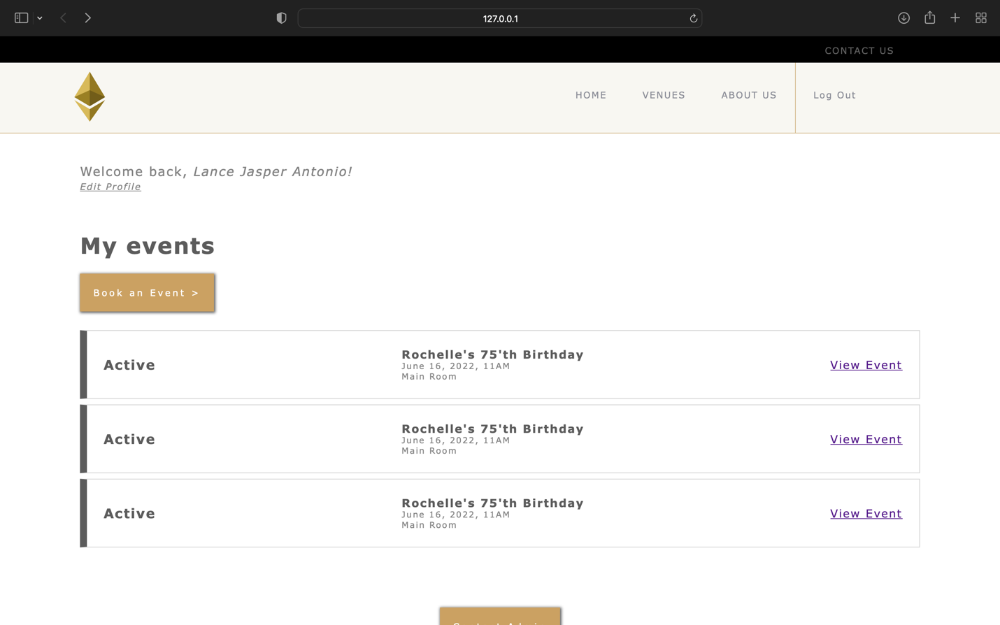 127.0.0.1
CONTACT US
HOME VENUES ABOUT US Log Out
Welcome back, Lance Jasper Antonio!
Edit Profile
My events
Book an Event >
Active
Rochelle's 75'th Birthday
June 16, 2022, 11AM
Main Room
View Event
Active
Rochelle's 75'th Birthday
June 16, 2022, 11AM
Main Room
View Event
Active
Rochelle's 75'th Birthday
June 16, 2022, 11AM
Main Room
View Event